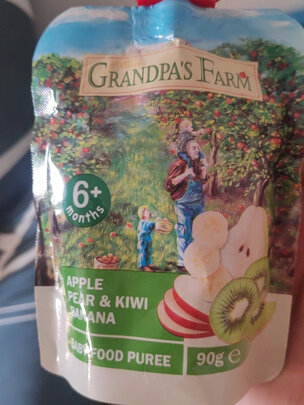 GRANDPA'S FARM
6+
months
APPLE
PEAR & KIWI
BANANA
BABY FOOD PUREE
90g e